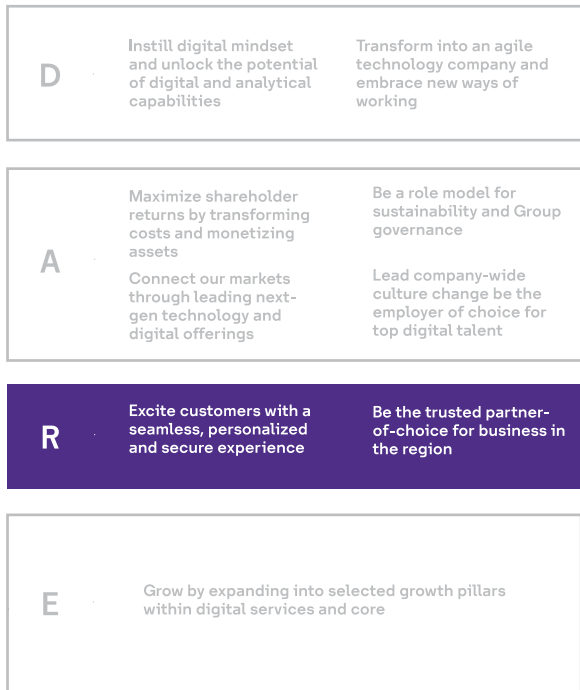 D
Instill digital mindset
and unlock the potential
of digital and analytical
capabilities
Transform into an agile
technology company and
embrace new ways of
working
A
Maximize shareholder
returns by transforming
costs and monetizing
assets
Be a role model for
sustainability and Group
governance
Connect our markets
through leading next-
gen technology and
digital offerings
Lead company-wide
culture change be the
employer of choice for
top digital talent
R
Excite customers with a
seamless, personalized
and secure experience
Be the trusted partner-
of-choice for business in
the region
E
Grow by expanding into selected growth pillars
within digital services and core